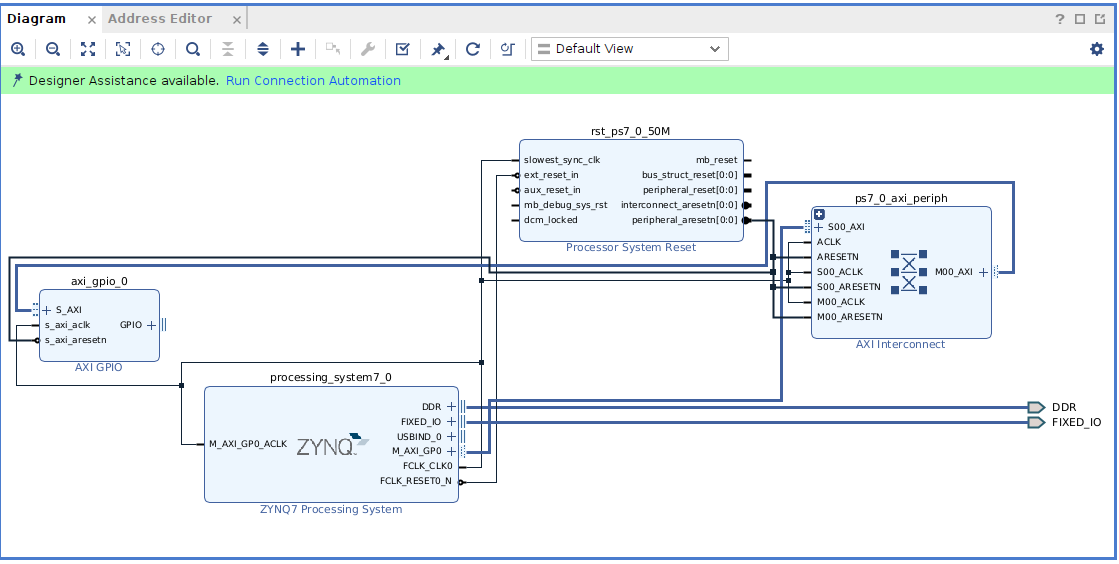 Diagram × Address Editor × ? 
Default View
Designer Assistance available. Run Connection Automation
rst_ps7_0_50M
slowest_sync_clk mb_reset
ext_reset_in bus_struct_reset[0:0]
aux_reset_in peripheral_reset[0:0]
mb_debug_sys_rst interconnect_aresetn[0:0]
dcm_locked peripheral_aresetn[0:0]
Processor System Reset
ps7_0_axi_periph
S00_AXI
ACLK
ARESETN
S00_ACLK M00_AXI
S00_ARESETN
M00_ACLK
M00_ARESETN
AXI Interconnect
axi_gpio_0
S_AXI
s_axi_aclk GPIO
s_axi_aresetn
AXI GPIO
processing_system7_0
DDR
FIXED_IO
USBIND_0
M_AXI_GP0_ACLK ZYNQ M_AXI_GP0
FCLK_CLK0
FCLK_RESET0_N
ZYNQ7 Processing System
DDR
FIXED_IO